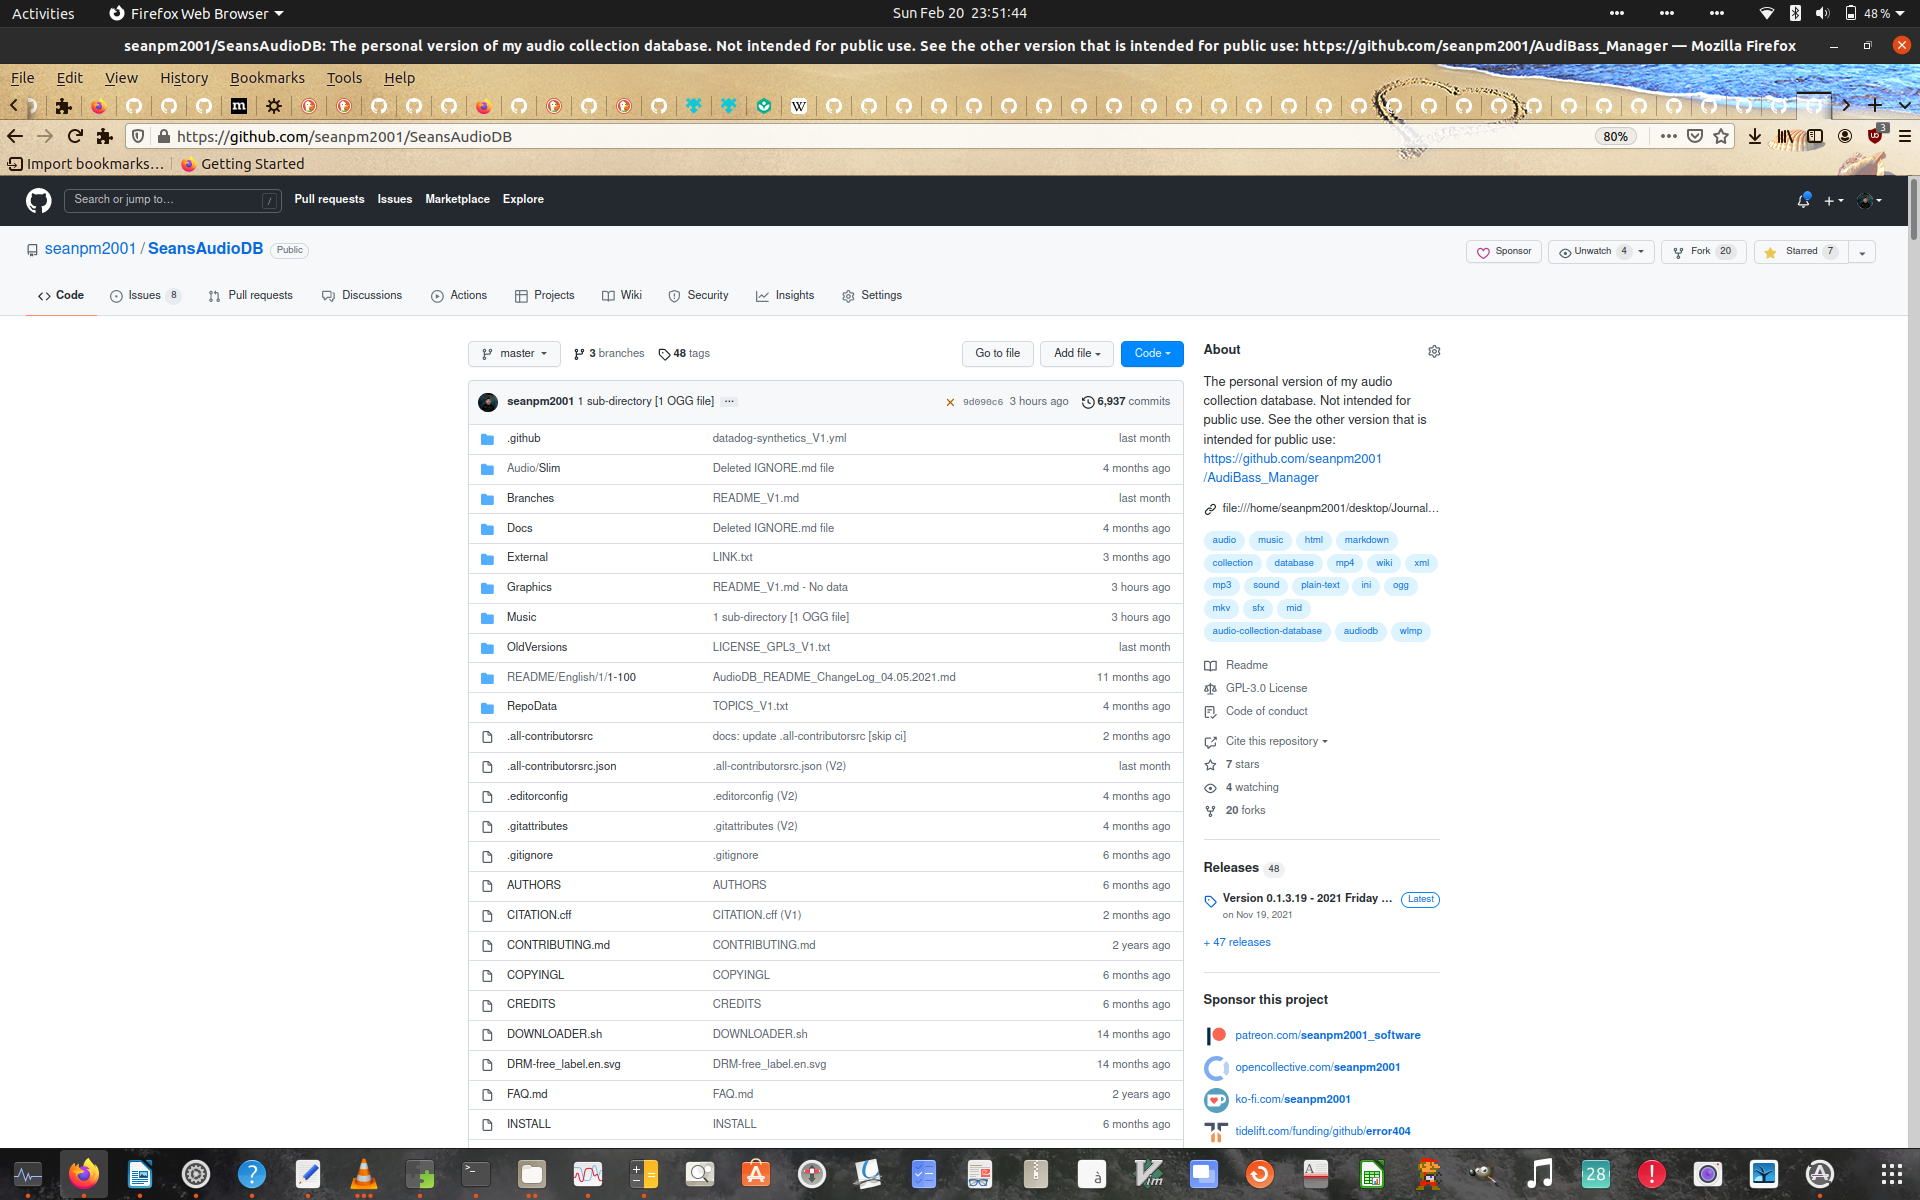 Activities
Firefox Web Browser
Sun Feb 20 23:51:44
48 %
seanpm2001/SeansAudioDB: The personal version of my audio collection database. Not intended for public use. See the other version that is intended for public use: https://github.com/seanpm2001/AudiBass_Manager — Mozilla Firefox
File Edit View History Bookmarks Tools Help
https://github.com/seanpm2001/SeansAudioDB
80%
3
Import bookmarks…
Getting Started
Search or jump to…
/
Pull requests Issues Marketplace Explore
seanpm2001 / SeansAudioDB Public
Sponsor
Unwatch 4
Fork 20
Starred 7
Code
Issues 8
Pull requests
Discussions
Actions
Projects
Wiki
Security
Insights
Settings
master
3 branches
48 tags
Go to file
Add file
Code
seanpm2001 1 sub-directory [1 OGG file] ...
9d090c6 3 hours ago
6,937 commits
.github datadog-synthetics_V1.yml last month
Audio/Slim Deleted IGNORE.md file 4 months ago
Branches README_V1.md last month
Docs Deleted IGNORE.md file 4 months ago
External LINK.txt 3 months ago
Graphics README_V1.md - No data 3 hours ago
Music 1 sub-directory [1 OGG file] 3 hours ago
OldVersions LICENSE_GPL3_V1.txt last month
README/English/1/1-100 AudioDB_README_ChangeLog_04.05.2021.md 11 months ago
RepoData TOPICS_V1.txt 4 months ago
.all-contributorsrc docs: update .all-contributorsrc [skip ci] 2 months ago
.all-contributorsrc.json .all-contributorsrc.json (V2) last month
.editorconfig .editorconfig (V2) 4 months ago
.gitattributes .gitattributes (V2) 4 months ago
.gitignore .gitignore 6 months ago
AUTHORS AUTHORS 6 months ago
CITATION.cff CITATION.cff (V1) 2 months ago
CONTRIBUTING.md CONTRIBUTING.md 2 years ago
COPYINGL COPYINGL 6 months ago
CREDITS CREDITS 6 months ago
DOWNLOADER.sh DOWNLOADER.sh 14 months ago
DRM-free_label.en.svg DRM-free_label.en.svg 14 months ago
FAQ.md FAQ.md 2 years ago
INSTALL INSTALL 6 months ago
About
The personal version of my audio
collection database. Not intended for
public use. See the other version that is
intended for public use:
https://github.com/seanpm2001
/AudiBass_Manager
file:///home/seanpm2001/desktop/Journal...
audio music html markdown
collection database mp4 wiki xml
mp3 sound plain-text ini ogg
mkv sfx mid
audio-collection-database audiodb wlmp
Readme
GPL-3.0 License
Code of conduct
Cite this repository
7 stars
4 watching
20 forks
Releases 48
Version 0.1.3.19 - 2021 Friday ... Latest
on Nov 19, 2021
+ 47 releases
Sponsor this project
patreon.com/seanpm2001_software
opencollective.com/seanpm2001
ko-fi.com/seanpm2001
tidelift.com/funding/github/error404
28